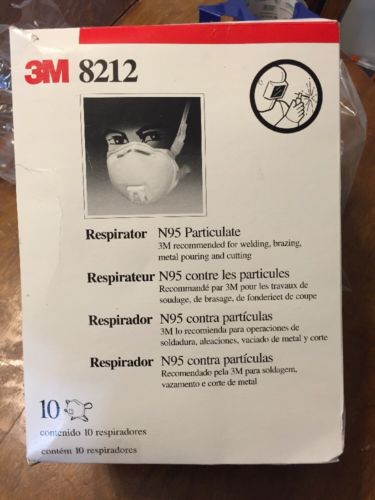 3M 8212
Respirator N95 Particulate
3M recommended for welding, brazing,
metal pouring and cutting
Respirateur N95 contre les particules
Recommandé par 3M pour les travaux de
soudage, de brasage, de fonderieet de coupe
Respirador N95 contra partículas
3M lo recomienda para operaciones de
soldadura, aleaciones, vaciado de metal y corte
Respirador N95 contra partículas
Recomendado pela 3M para soldagem,
vazamento e corte de metal
10
contenido 10 respiradores
contém 10 respiradores